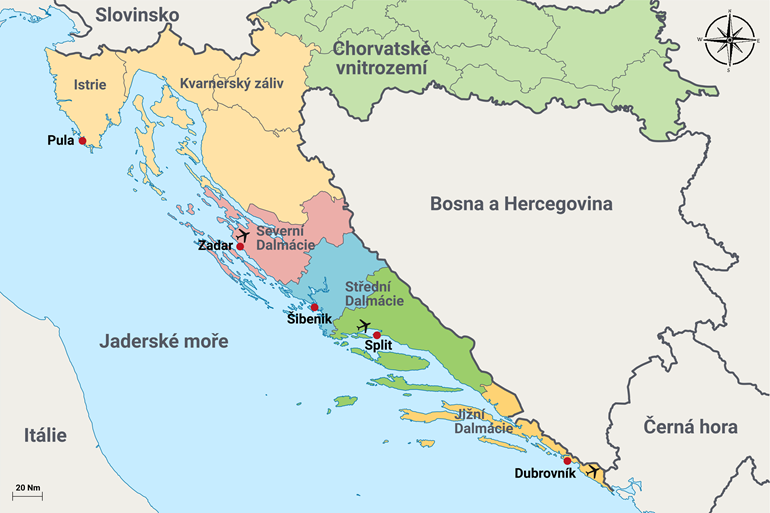 Slovinsko
Chorvatské
vnitrozemí
N
W
E
S
Istrie
Kvarnerský záliv
Pula
Bosna a Hercegovina
Severní
Dalmácie
Zadar
Střední
Dalmácie
Šibenik
Split
Jaderské moře
Jižní
Dalmácie
Itálie
Černá hora
Dubrovník
20 Nm